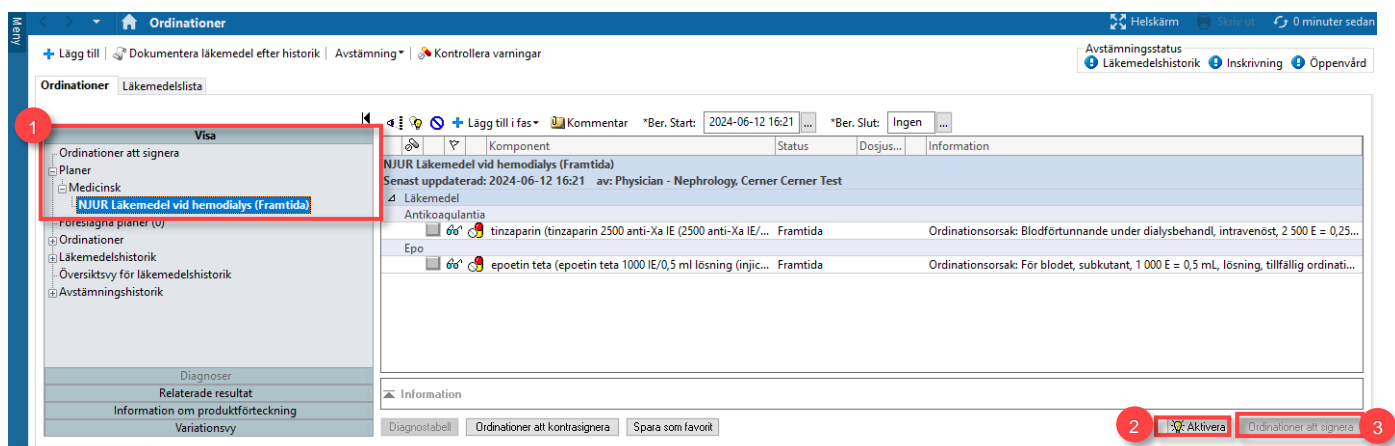 Meny
Ordinationer
Helskärm Skriv ut 0 minuter sedan
Lägg till Dokumentera läkemedel efter historik Avstämning Kontrollera varningar
Avstämningsstatus
Läkemedelshistorik Inskrivning Öppenvård
Ordinationer Läkemedelslista
1
Visa
Ordinationer att signera
Planer
Medicinsk
NJUR Läkemedel vid hemodialys (Framtida)
Föreslagna planer (0)
Ordinationer
Läkemedelshistorik
Översiktsvy för läkemedelshistorik
Avstämningshistorik
Diagnoser
Relaterade resultat
Information om produktförteckning
Variationsvy
Lägg till i fas Kommentar *Ber. Start: 2024-06-12 16:21 ... *Ber. Slut: Ingen ...
Komponent Status Dosjus... Information
NJUR Läkemedel vid hemodialys (Framtida)
Senast uppdaterad: 2024-06-12 16:21 av: Physician - Nephrology, Cerner Cerner Test
Läkemedel
Antikoagulantia
tinzaparin (tinzaparin 2500 anti-Xa IE (2500 anti-Xa IE/... Framtida Ordinationsorsak: Blodförtunnande under dialysbehandl, intravenöst, 2 500 E = 0,25...
Epo
epoetin teta (epoetin teta 1000 IE/0,5 ml lösning (injic... Framtida Ordinationsorsak: För blodet, subkutant, 1 000 E = 0,5 mL, lösning, tillfällig ordinati...
Information
Diagnostabell Ordinationer att kontrasignera Spara som favorit 2 Aktivera Ordinationer att signera 3